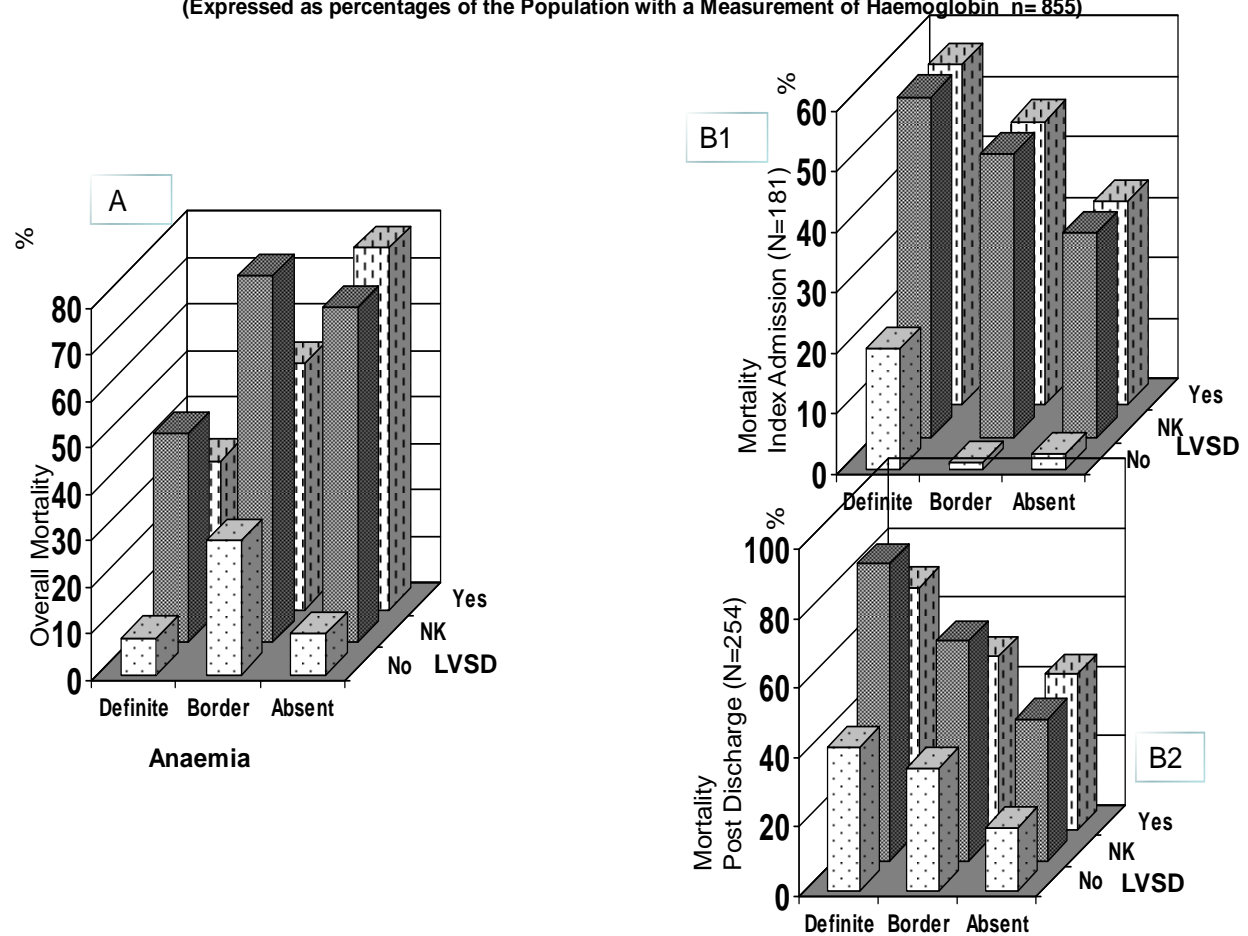 (Expressed as percentages of the Population with a Measurement of Haemoglobin n= 855)
A
%
Overall Mortality
80
70
60
50
40
30
20
10
0
Definite Border Absent
Anaemia
No
NK
Yes
LVSD
B1
%
Mortality
Index Admission (N=181)
60
50
40
30
20
10
0
Definite Border Absent
No
NK
Yes
LVSD
B2
%
Mortality
Post Discharge (N=254)
100
80
60
40
20
0
Definite Border Absent
No
NK
Yes
LVSD